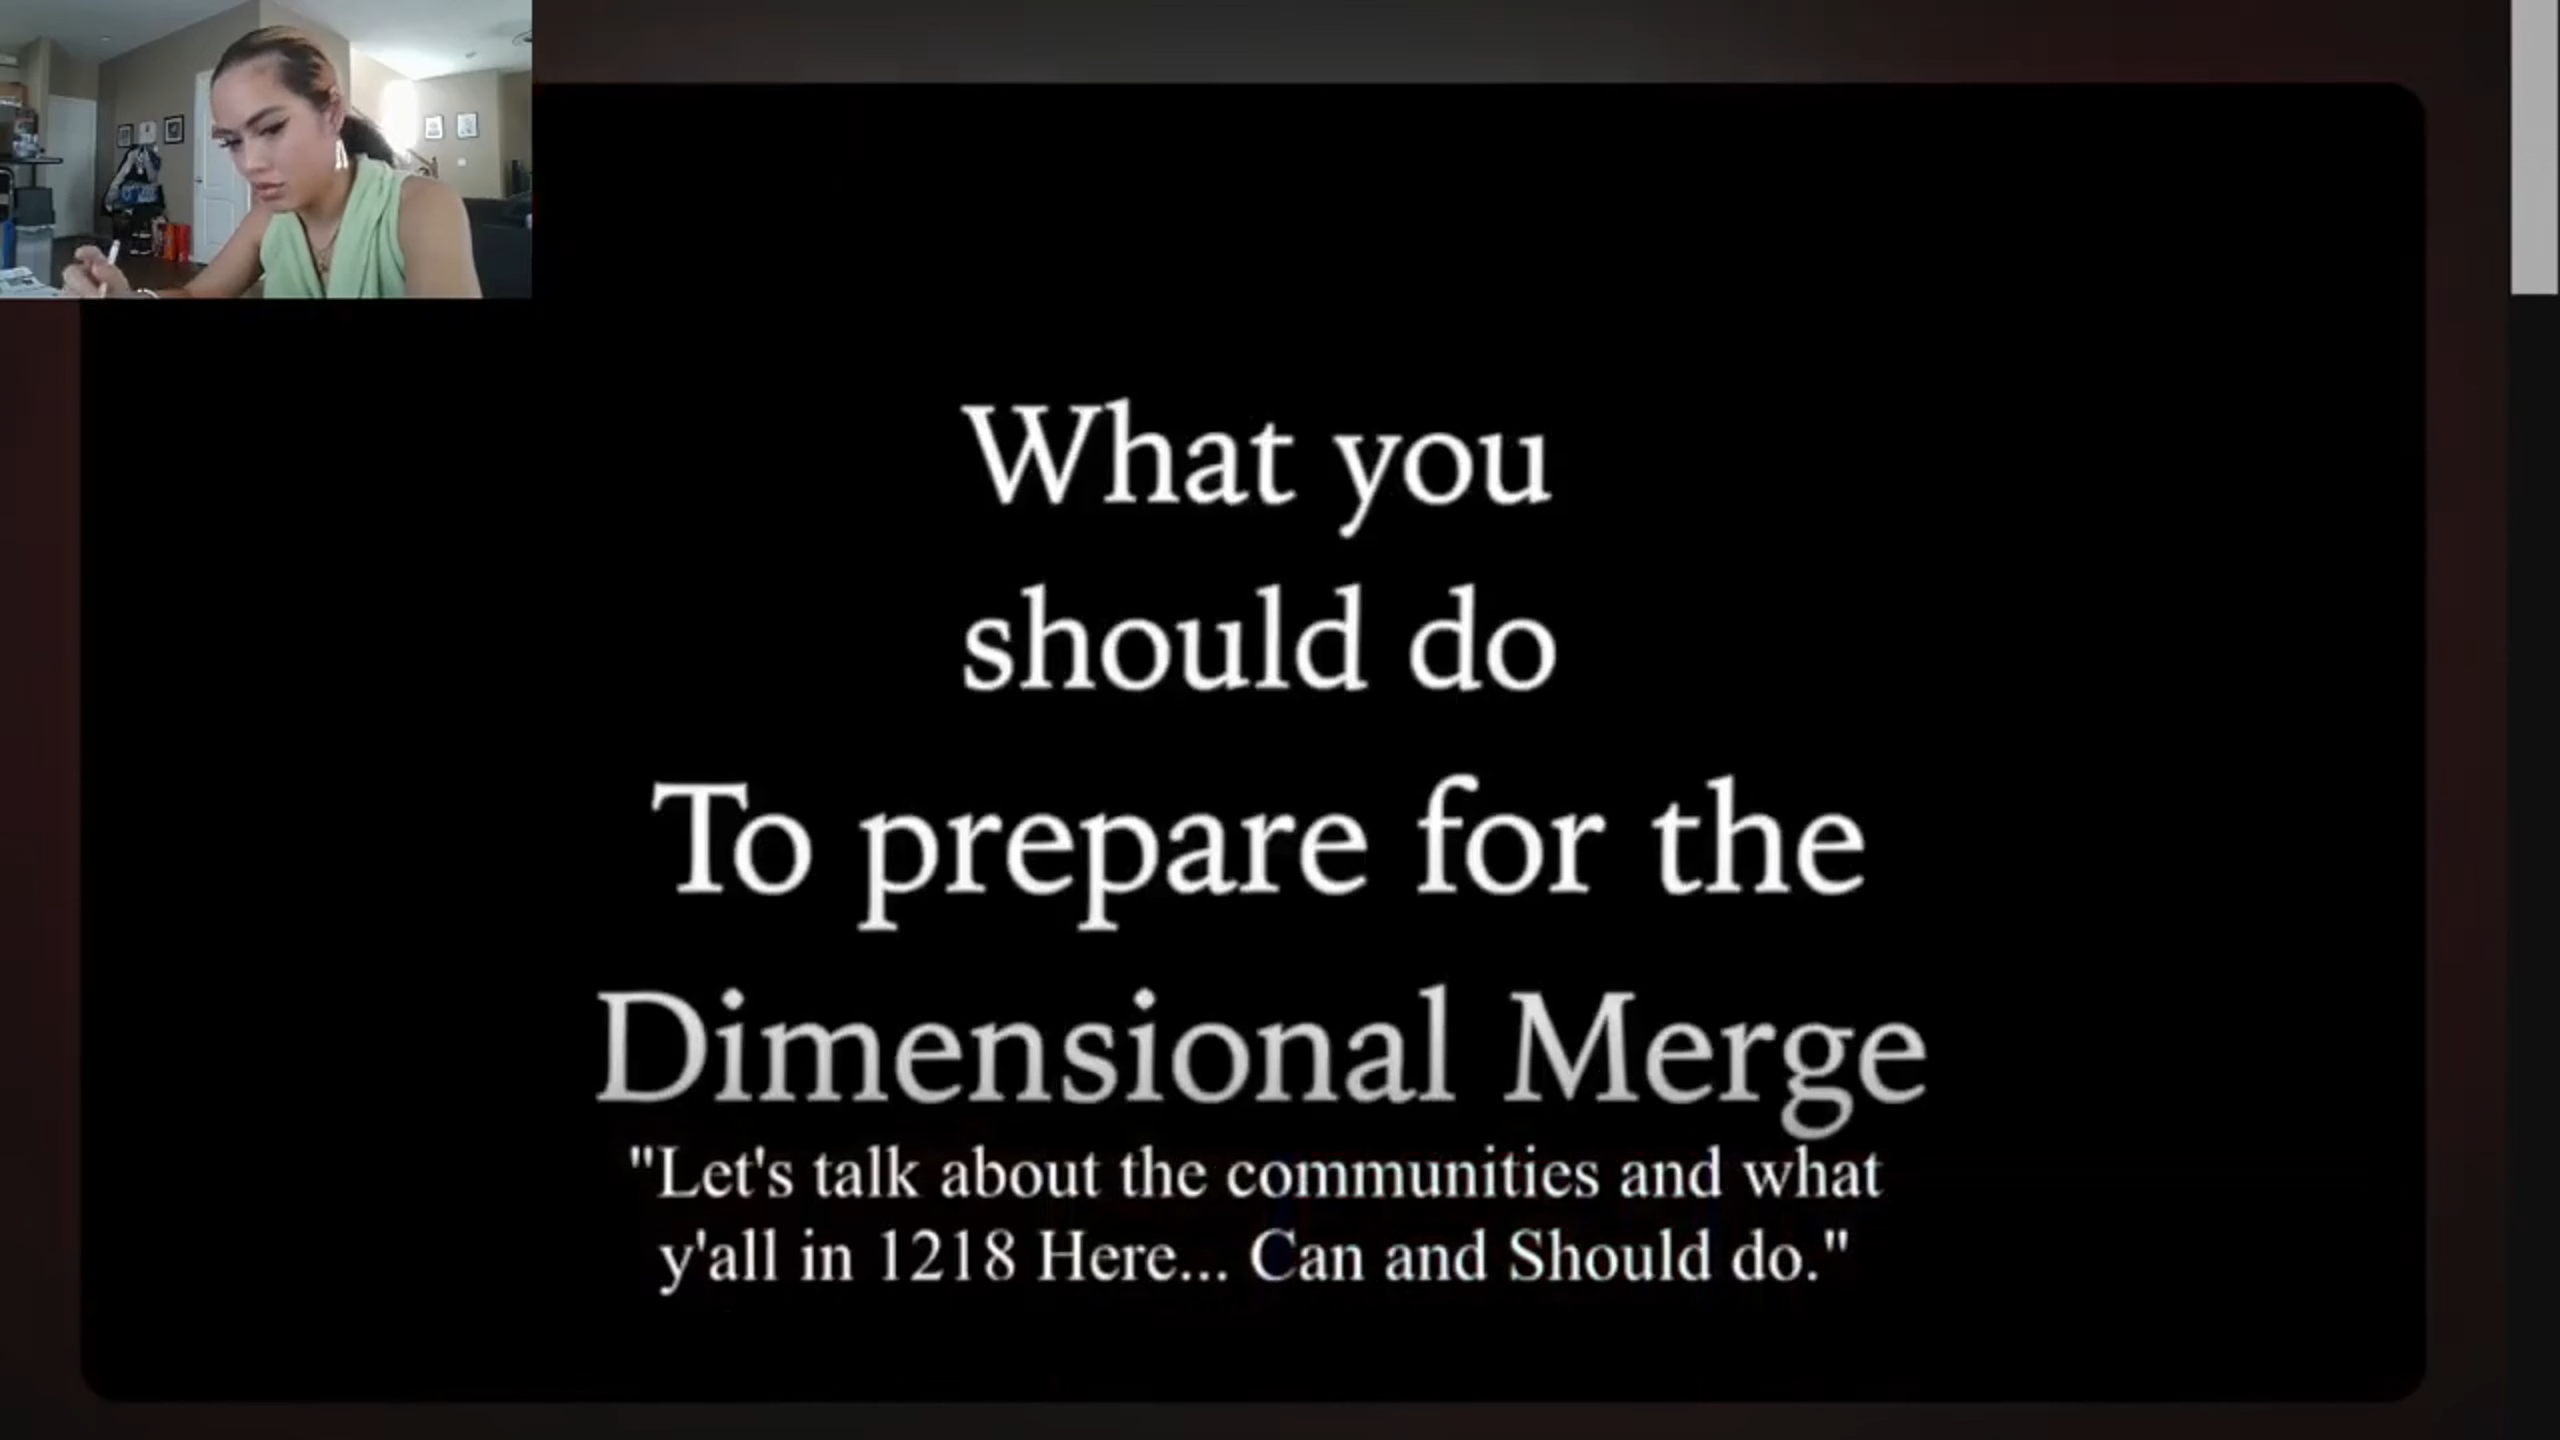 What you
should do
To prepare for the
Dimensional Merge
"Let's talk about the communities and what
y'all in 1218 Here... Can and Should do."